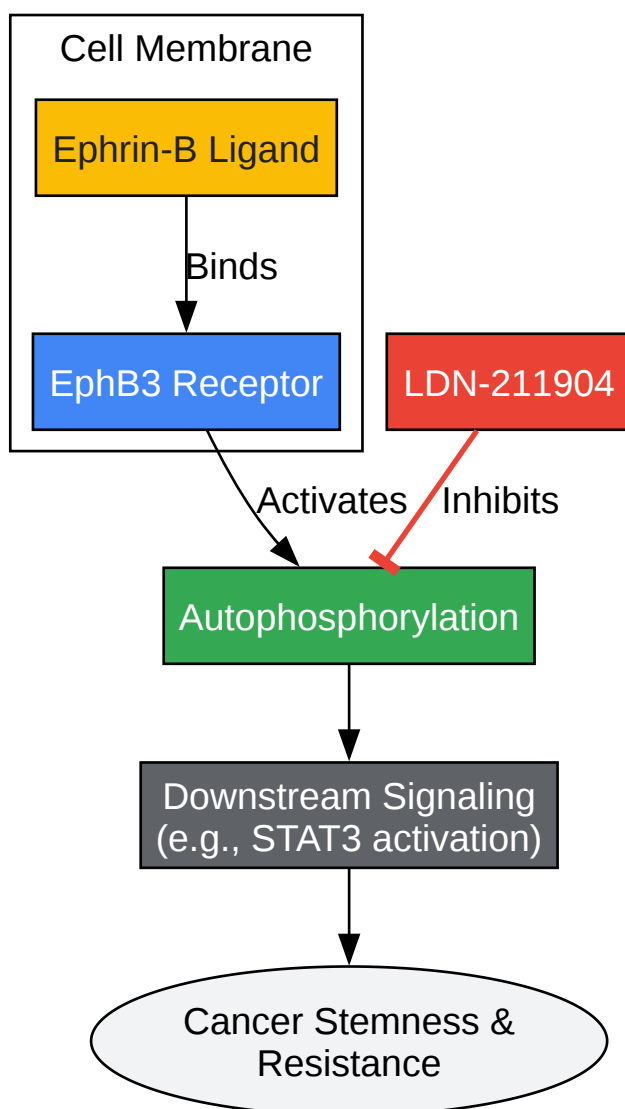 Cell Membrane
Ephrin-B Ligand
Binds
EphB3 Receptor
LDN-211904
Activates
Inhibits
Autophosphorylation
Downstream Signaling
(e.g., STAT3 activation)
Cancer Stemness &
Resistance